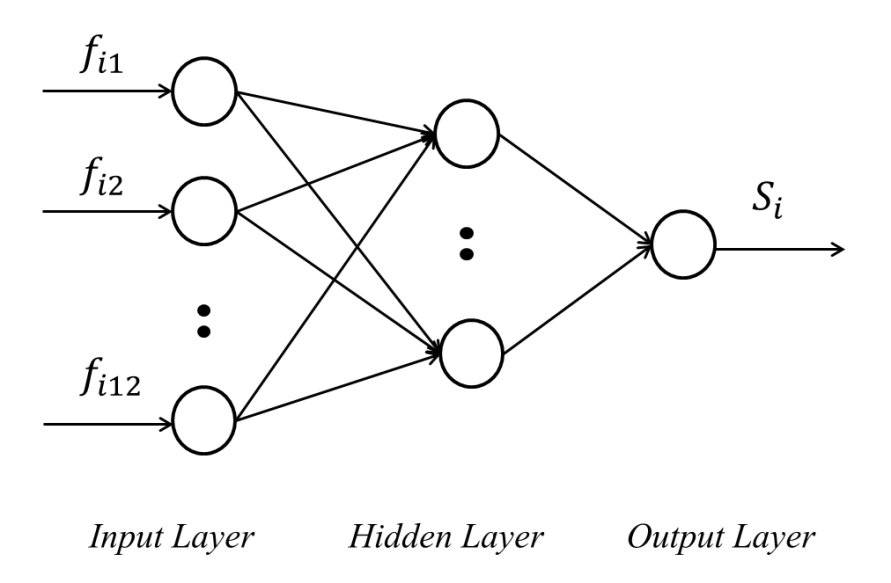 f_{i1}
f_{i2}
S_i
f_{i12}
Input Layer Hidden Layer Output Layer